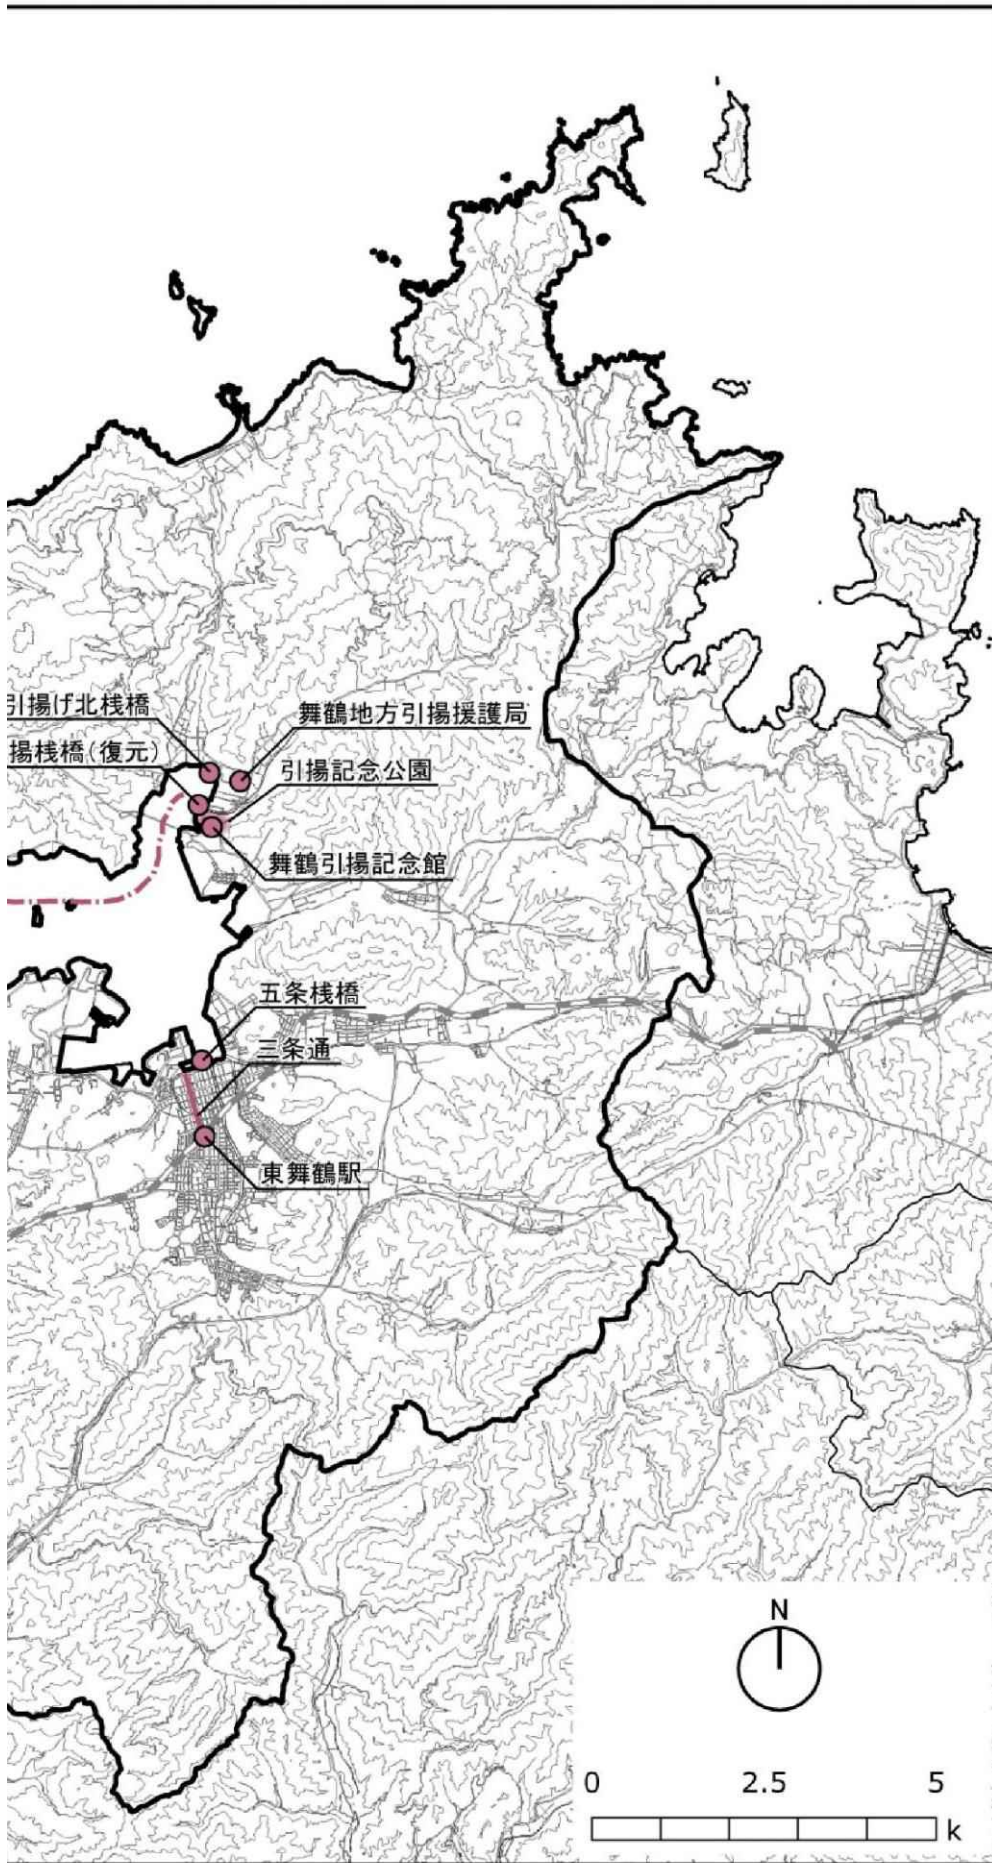 引揚げ北桟橋
舞鶴地方引揚援護局
揚桟橋(復元)
引揚記念公園
舞鶴引揚記念館
五条桟橋
三条通
東舞鶴駅
N
0 2.5 5
k